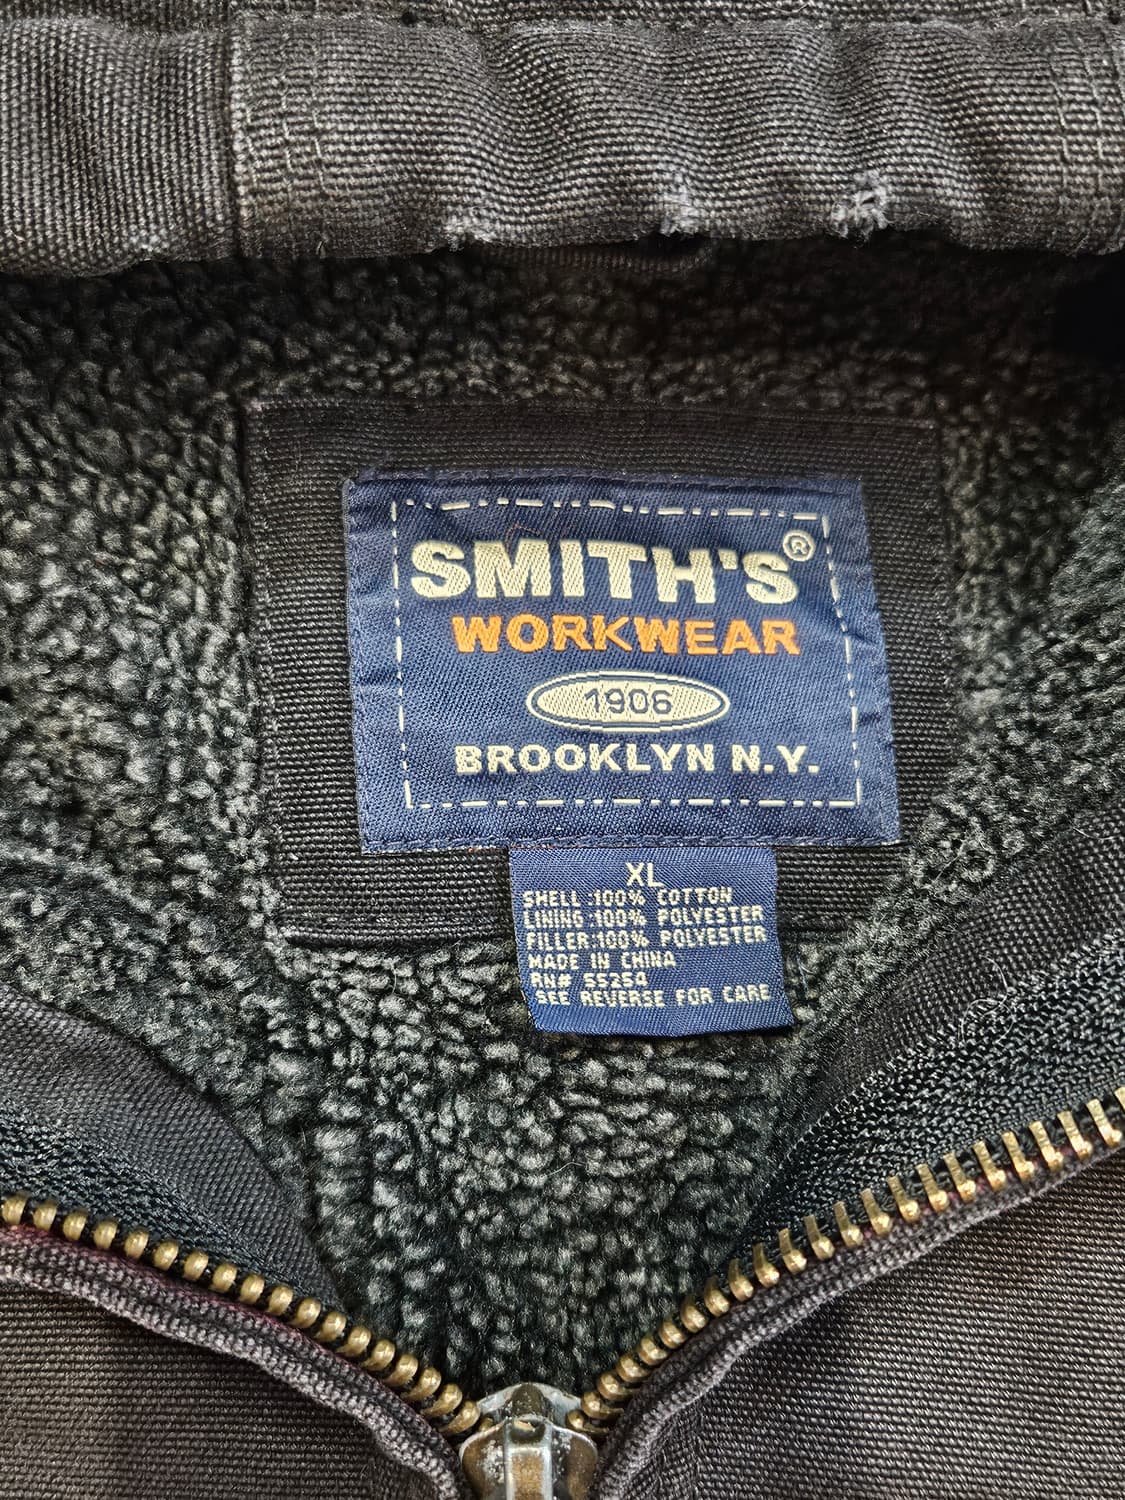 SMITH'S®
WORKWEAR
1906
BROOKLYN N.Y.
XL
SHELL :100% COTTON
LINING :100% POLYESTER
FILLER:100% POLYESTER
MADE IN CHINA
RN# 55254
SEE REVERSE FOR CARE